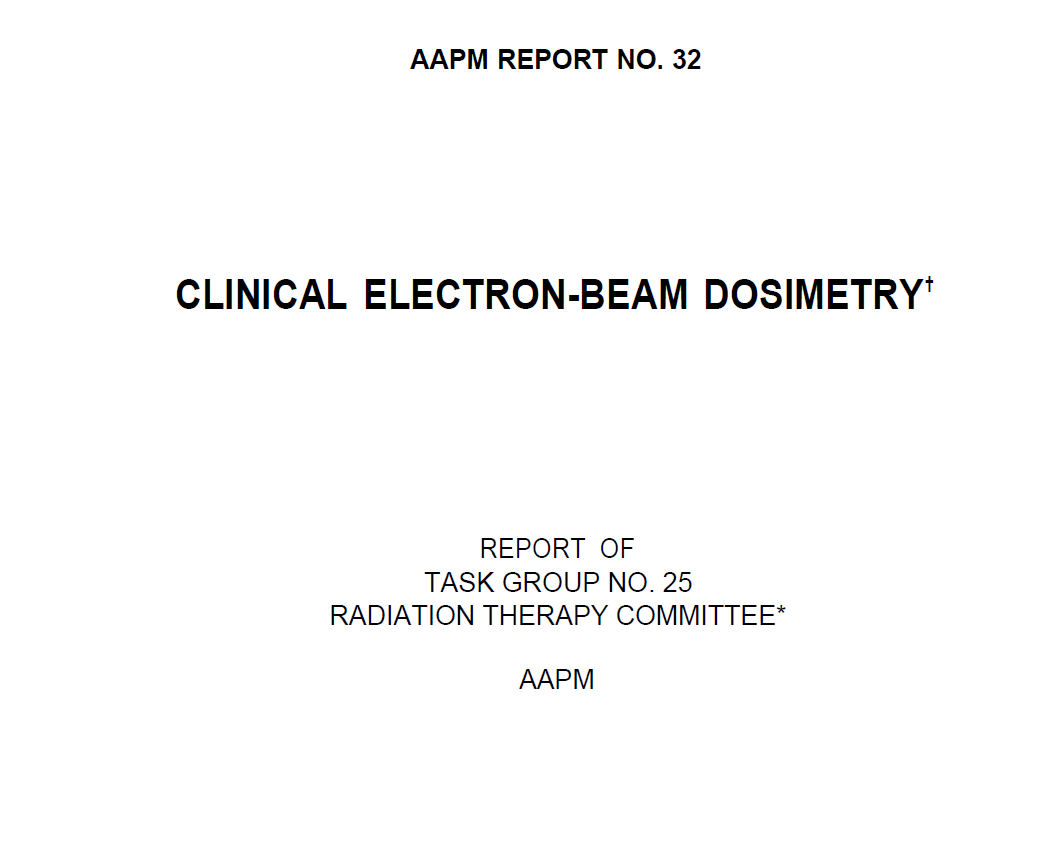 AAPM REPORT NO. 32
CLINICAL ELECTRON-BEAM DOSIMETRY†
REPORT OF
TASK GROUP NO. 25
RADIATION THERAPY COMMITTEE*
AAPM